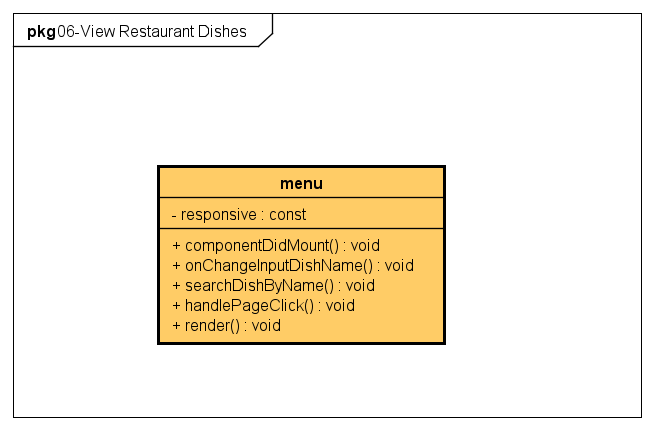 pkg 06-View Restaurant Dishes
menu
- responsive : const
+ componentDidMount() : void
+ onChangeInputDishName() : void
+ searchDishByName() : void
+ handlePageClick() : void
+ render() : void